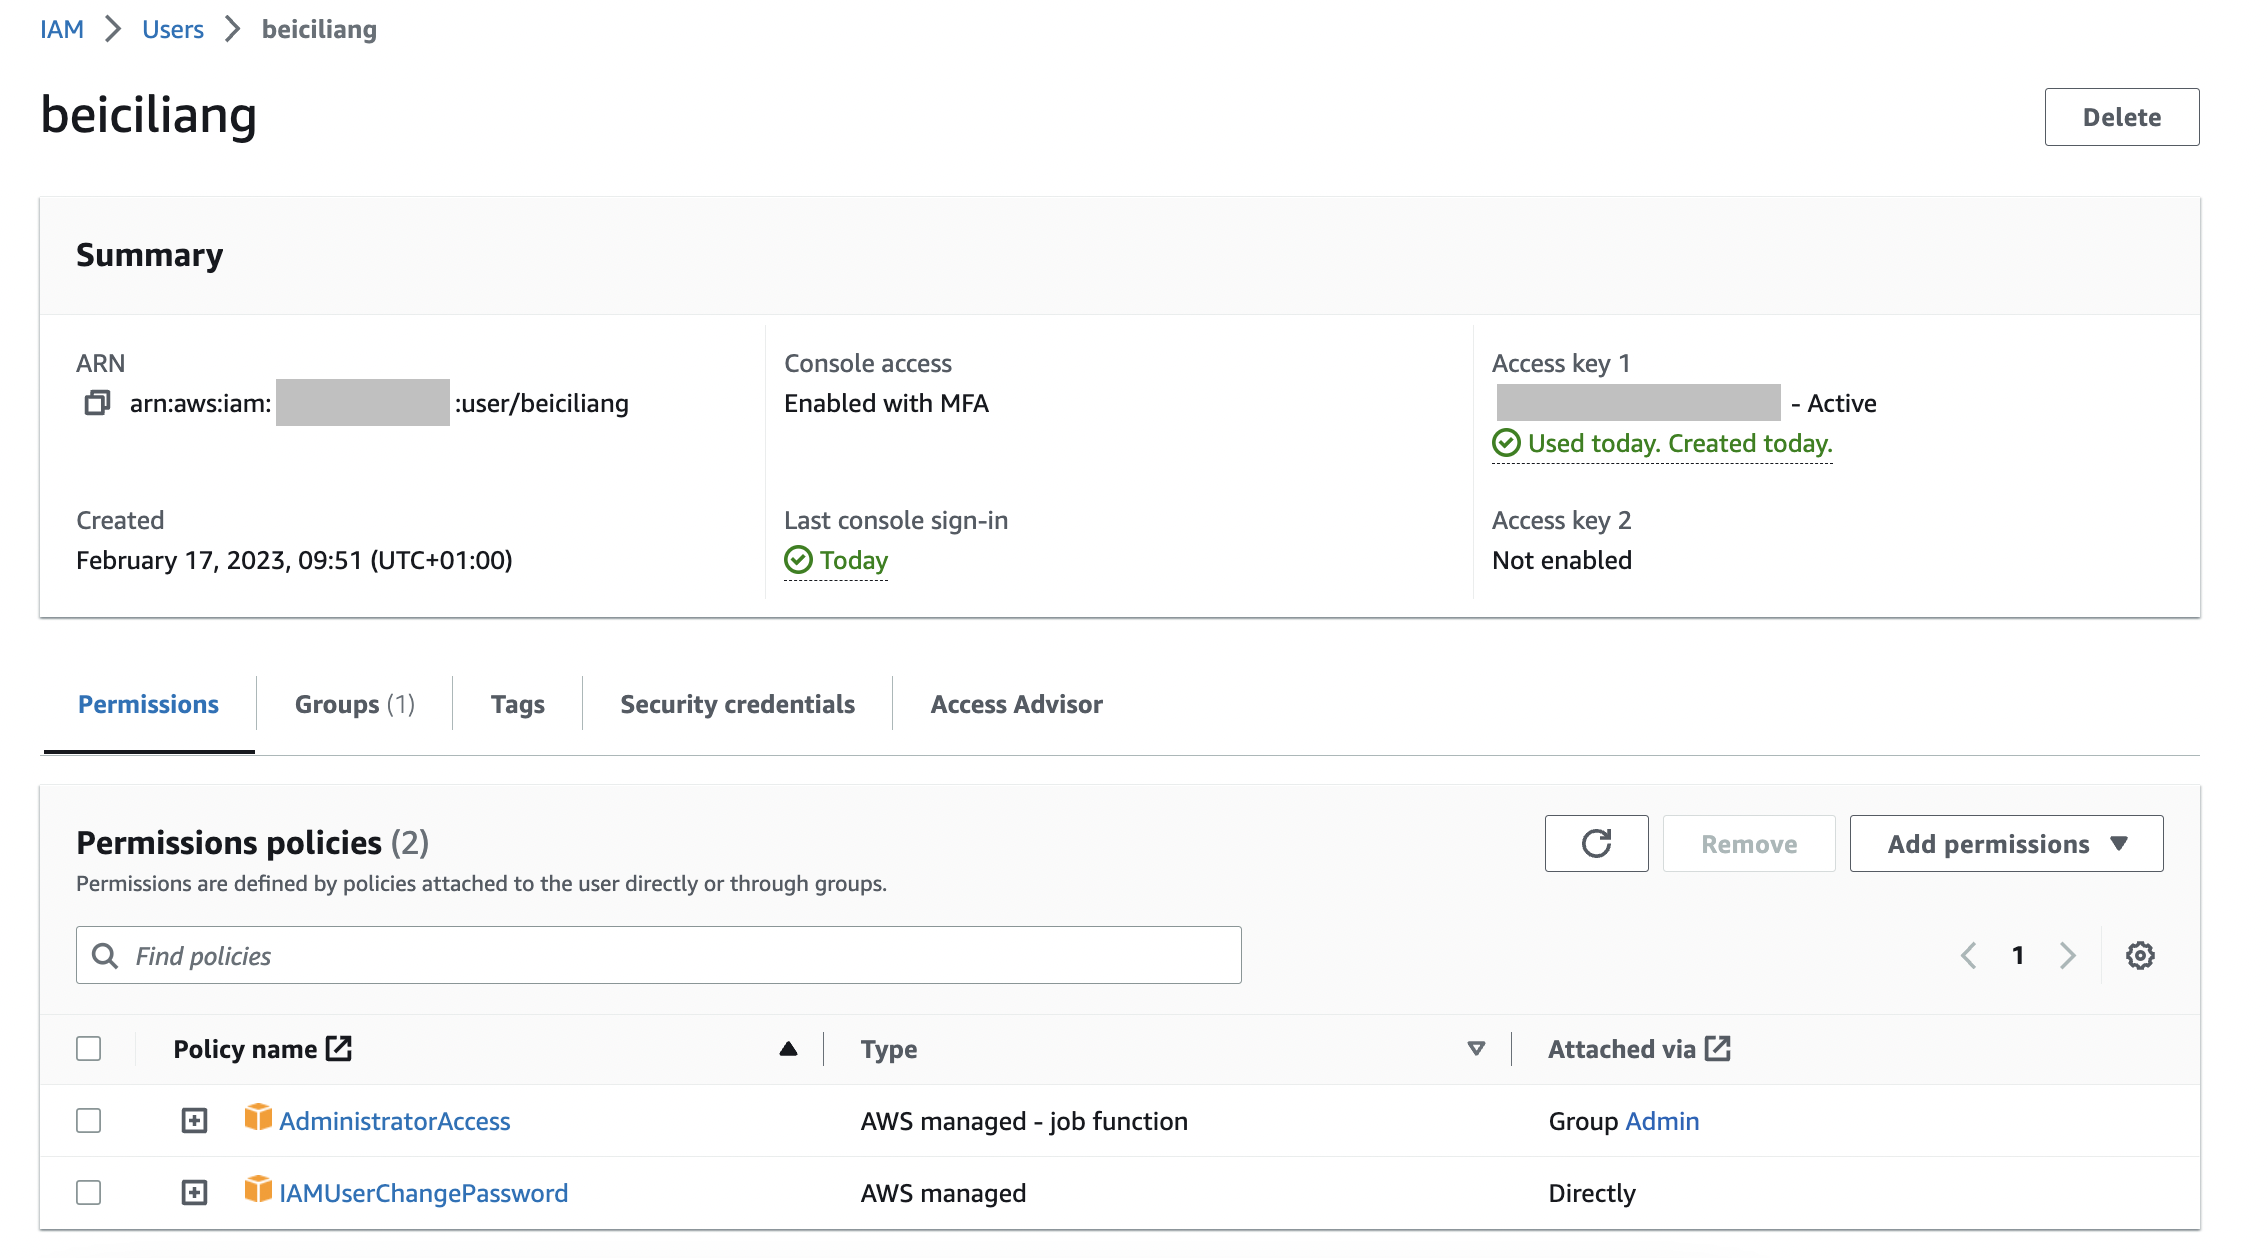 IAM > Users > beiciliang
beiciliang
Delete
Summary
ARN
arn:aws:iam: :user/beiciliang
Created
February 17, 2023, 09:51 (UTC+01:00)
Console access
Enabled with MFA
Last console sign-in
Today
Access key 1
- Active
Used today. Created today.
Access key 2
Not enabled
Permissions
Groups (1)
Tags
Security credentials
Access Advisor
Permissions policies (2)
Permissions are defined by policies attached to the user directly or through groups.
Remove
Add permissions
Find policies
1
Policy name
Type
Attached via
AdministratorAccess
AWS managed - job function
Group Admin
IAMUserChangePassword
AWS managed
Directly